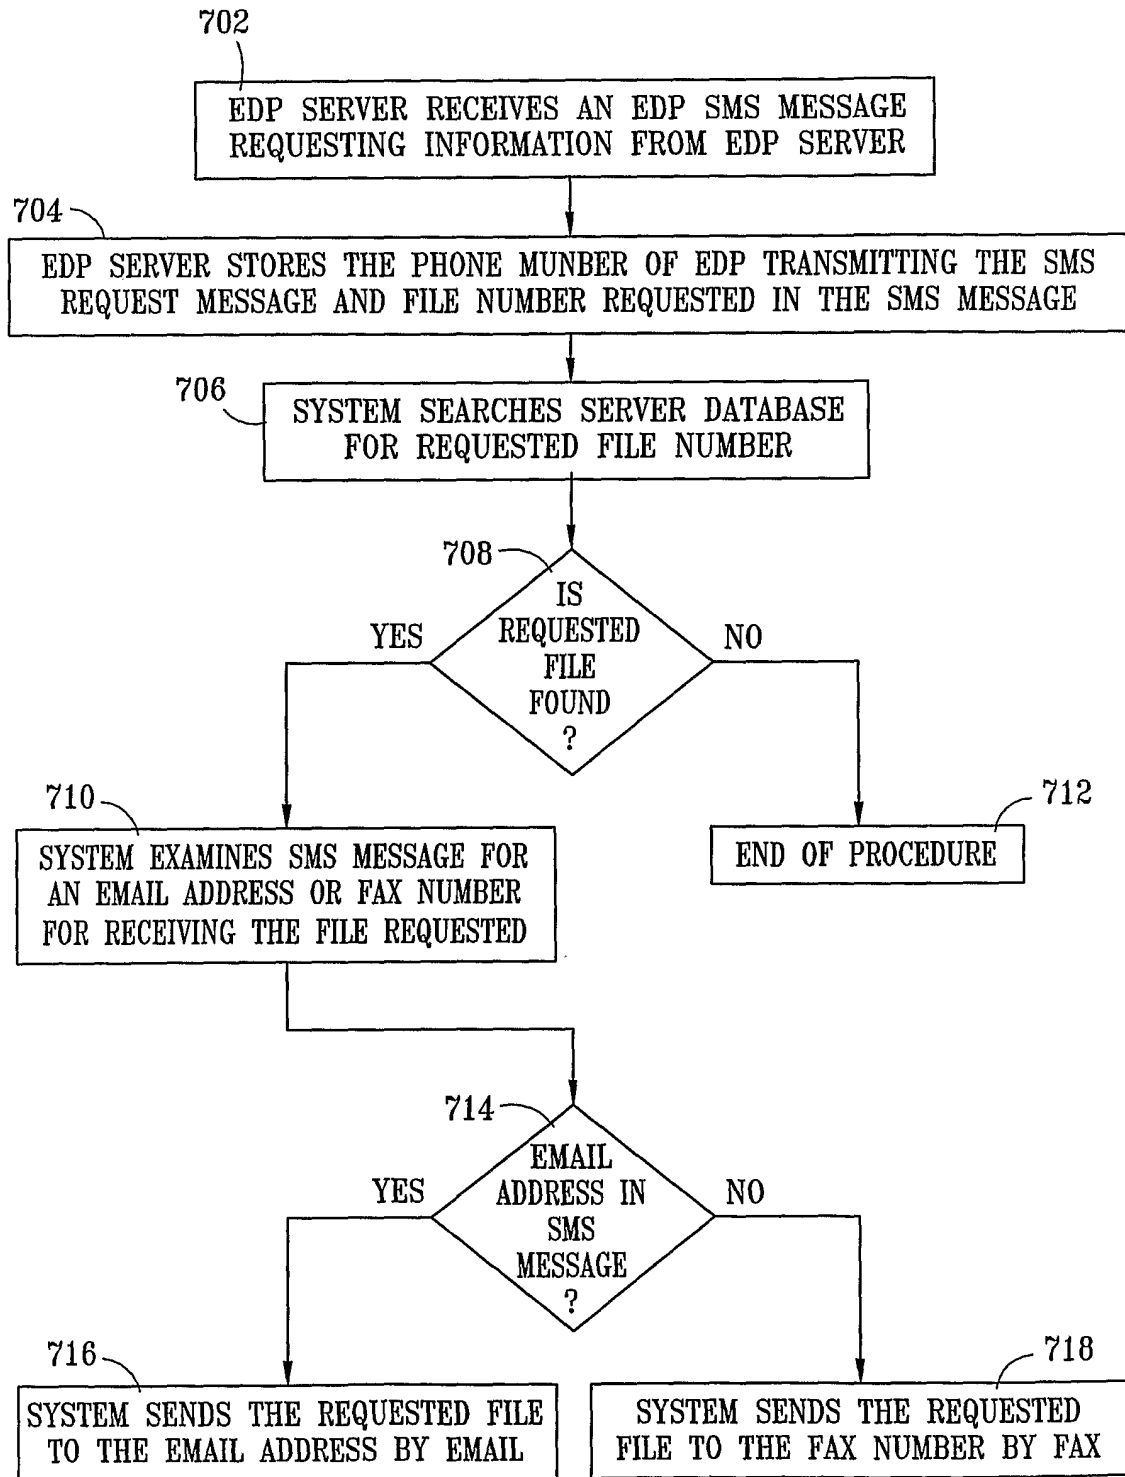 702
EDP SERVER RECEIVES AN EDP SMS MESSAGE
REQUESTING INFORMATION FROM EDP SERVER
704
EDP SERVER STORES THE PHONE MUNBER OF EDP TRANSMITTING THE SMS
REQUEST MESSAGE AND FILE NUMBER REQUESTED IN THE SMS MESSAGE
706
SYSTEM SEARCHES SERVER DATABASE
FOR REQUESTED FILE NUMBER
708
IS
REQUESTED
FILE
FOUND
?
YES
NO
710
SYSTEM EXAMINES SMS MESSAGE FOR
AN EMAIL ADDRESS OR FAX NUMBER
FOR RECEIVING THE FILE REQUESTED
712
END OF PROCEDURE
714
EMAIL
ADDRESS IN
SMS
MESSAGE
?
YES
NO
716
SYSTEM SENDS THE REQUESTED FILE
TO THE EMAIL ADDRESS BY EMAIL
718
SYSTEM SENDS THE REQUESTED
FILE TO THE FAX NUMBER BY FAX